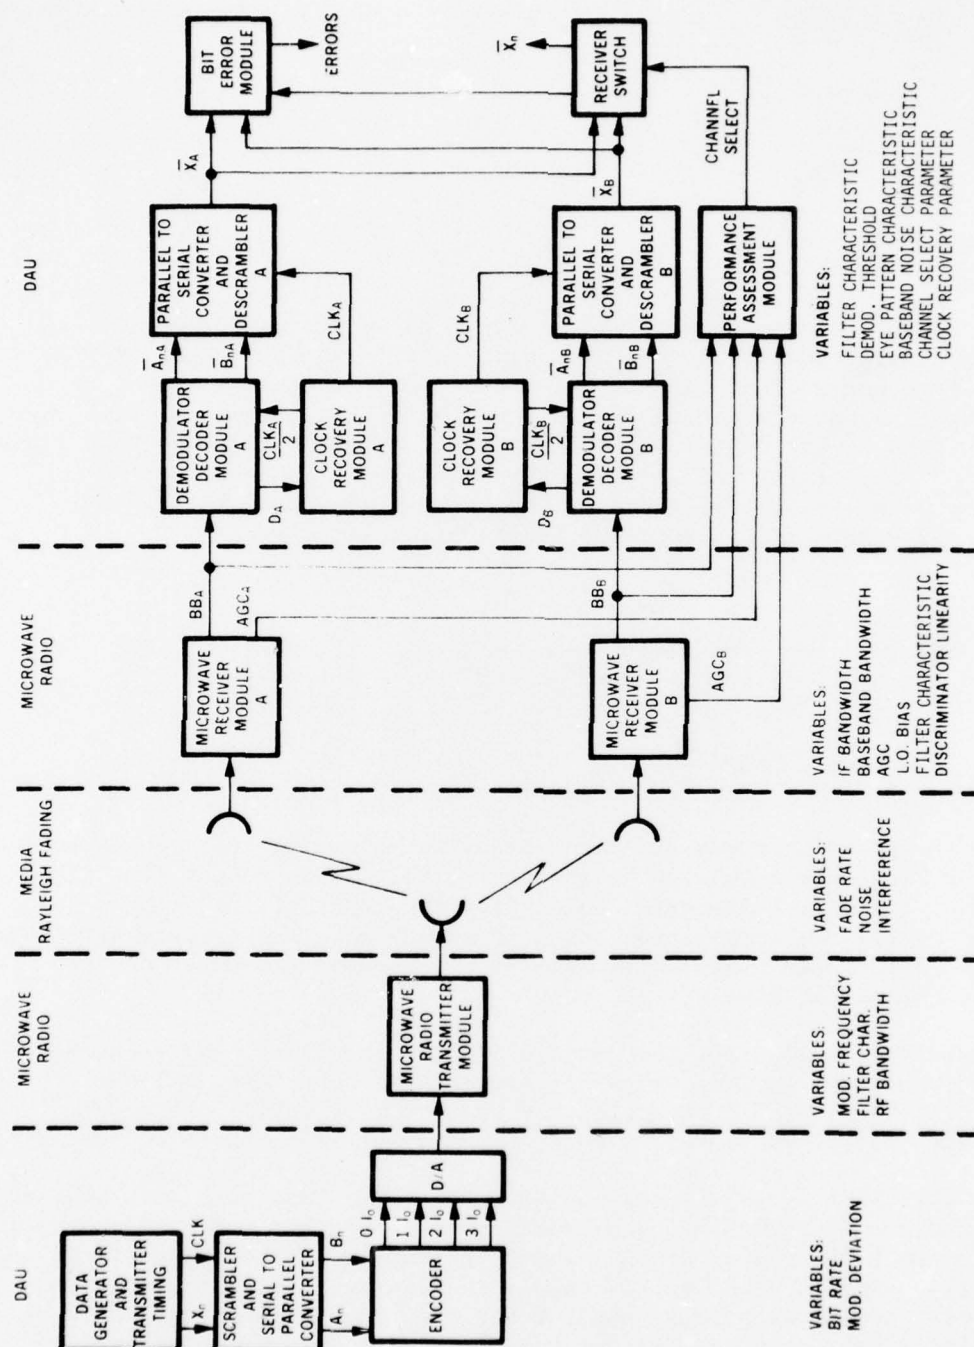 DAU
DATA
GENERATOR
AND
TRANSMITTER
TIMING
Xn
CLK
SCRAMBLER
AND
SERIAL TO
PARALLEL
CONVERTER
An
Bn
ENCODER
0 Io
1 Io
2 Io
3 Io
D/A
VARIABLES:
BIT RATE
MOD. DEVIATION
MICROWAVE
RADIO
MICROWAVE
RADIO
TRANSMITTER
MODULE
VARIABLES:
MOD. FREQUENCY
FILTER CHAR.
RF BANDWIDTH
MEDIA
RAYLEIGH FADING
VARIABLES:
FADE RATE
NOISE
INTERFERENCE
MICROWAVE
RADIO
MICROWAVE
RECEIVER
MODULE
A
BBA
AGCA
MICROWAVE
RECEIVER
MODULE
B
BBB
AGCB
VARIABLES:
IF BANDWIDTH
BASEBAND BANDWIDTH
AGC
L.O. BIAS
FILTER CHARACTERISTIC
DISCRIMINATOR LINEARITY
DAU
DEMODULATOR
DECODER
MODULE
A
DA
CLKA
2
CLOCK
RECOVERY
MODULE
A
A̅nA
B̅nA
CLKA
PARALLEL TO
SERIAL
CONVERTER
AND
DESCRAMBLER
A
X̅A
BIT
ERROR
MODULE
ERRORS
CLOCK
RECOVERY
MODULE
B
DB
CLKB
2
DEMODULATOR
DECODER
MODULE
B
CLKB
A̅nB
B̅nB
PARALLEL TO
SERIAL
CONVERTER
AND
DESCRAMBLER
B
X̅B
RECEIVER
SWITCH
X̅n
PERFORMANCE
ASSESSMENT
MODULE
CHANNEL
SELECT
VARIABLES:
FILTER CHARACTERISTIC
DEMOD. THRESHOLD
EYE PATTERN CHARACTERISTIC
BASEBAND NOISE CHARACTERISTIC
CHANNEL SELECT PARAMETER
CLOCK RECOVERY PARAMETER